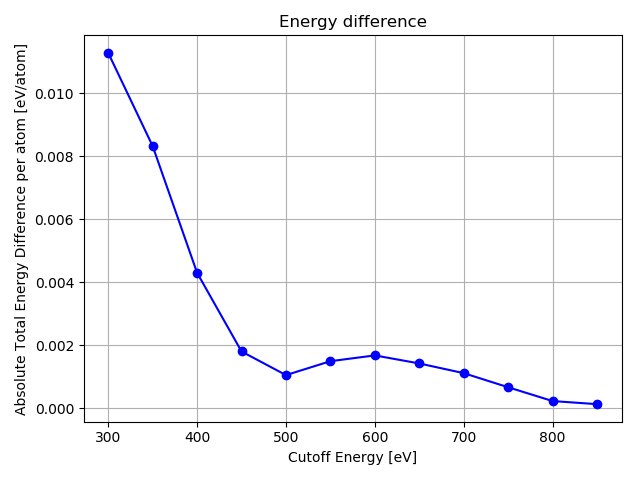 Energy difference
Absolute Total Energy Difference per atom [eV/atom]
0.010
0.008
0.006
0.004
0.002
0.000
300 400 500 600 700 800
Cutoff Energy [eV]